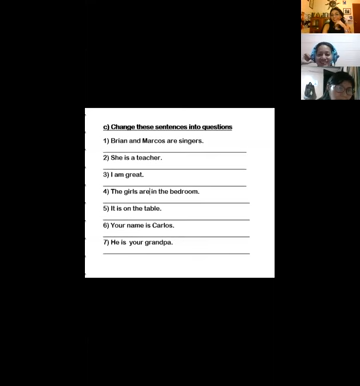 c) Change these sentences into questions
1) Brian and Marcos are singers.
2) She is a teacher.
3) I am great.
4) The girls are in the bedroom.
5) It is on the table.
6) Your name is Carlos.
7) He is your grandpa.